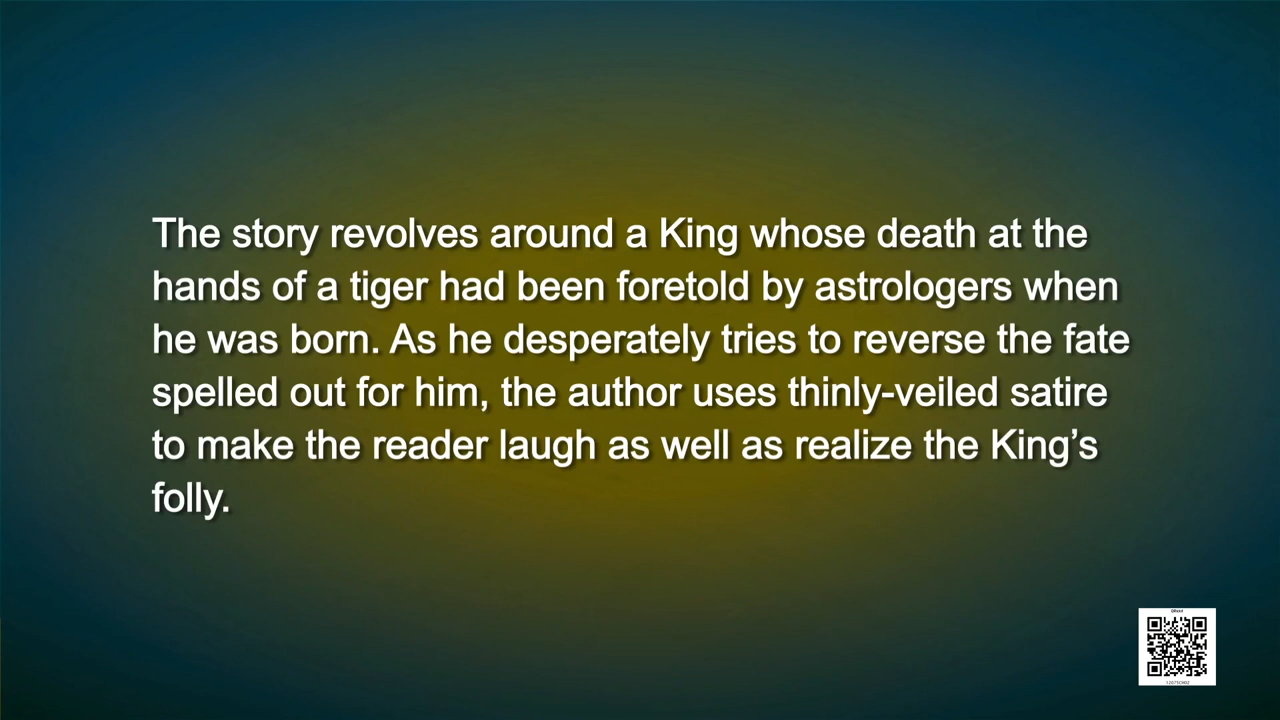 The story revolves around a King whose death at the
hands of a tiger had been foretold by astrologers when
he was born. As he desperately tries to reverse the fate
spelled out for him, the author uses thinly-veiled satire
to make the reader laugh as well as realize the King’s
folly.